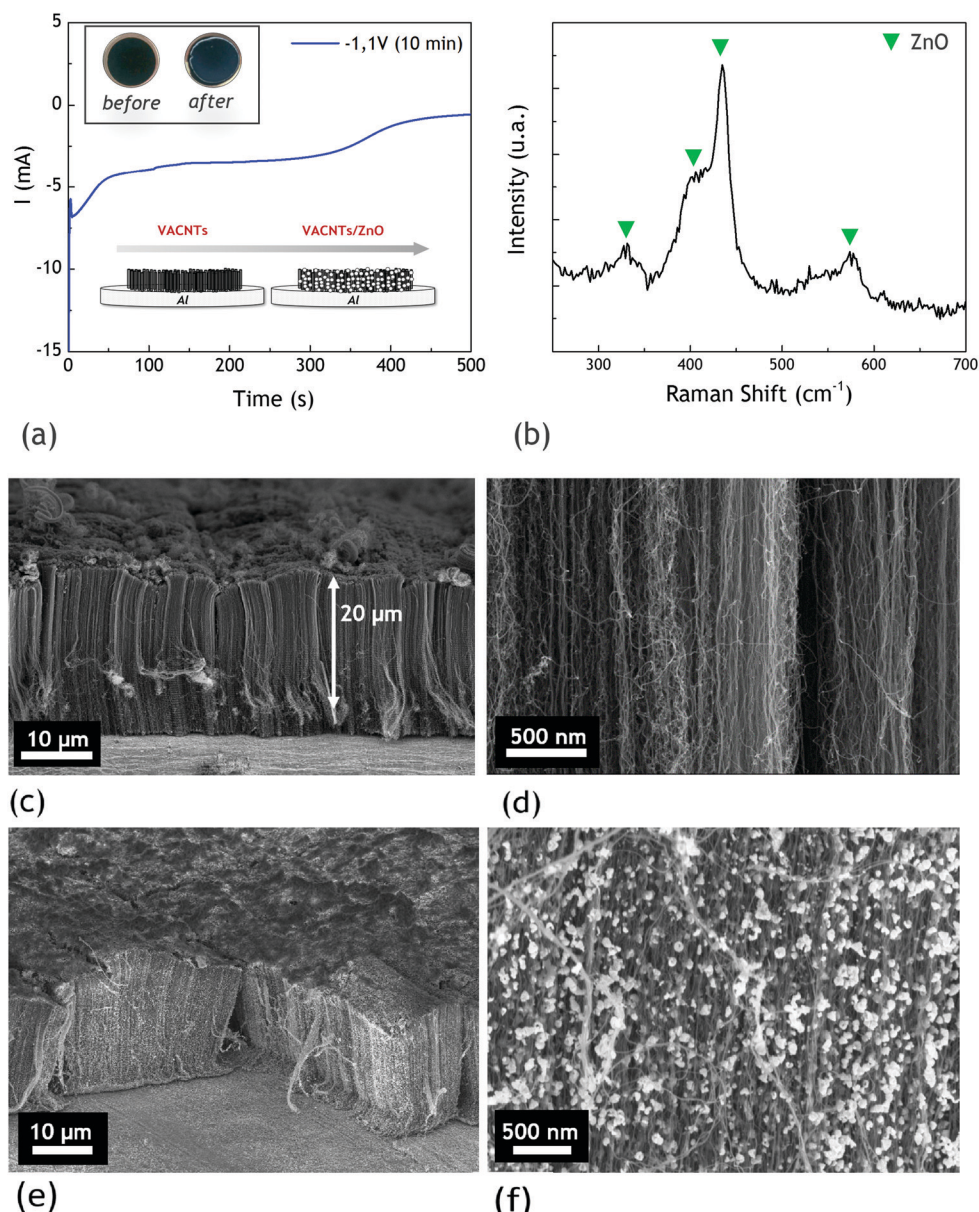 -1,1V (10 min)
before after
I (mA)
5
0
-5
-10
-15
VACNTs VACNTs/ZnO
Al Al
0 100 200 300 400 500
Time (s)
(a)
ZnO
Intensity (u.a.)
300 400 500 600 700
Raman Shift (cm⁻¹)
(b)
20 µm
10 µm
(c)
500 nm
(d)
10 µm
(e)
500 nm
(f)